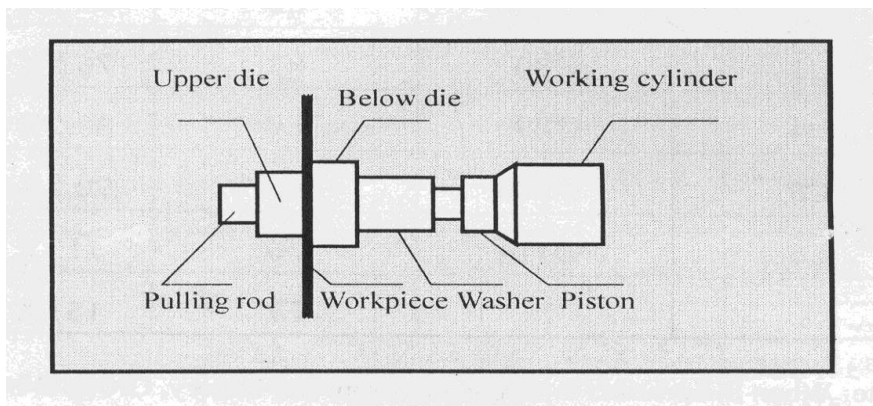 Upper die
Working cylinder
Below die
Pulling rod
Workpiece
Washer
Piston